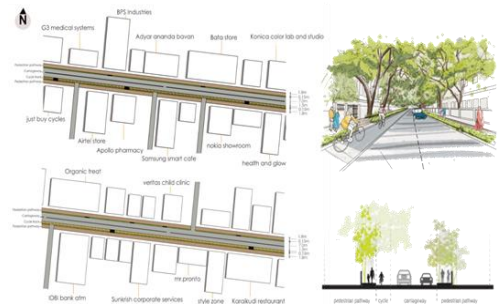 N
BPS industries
G3 medical systems
Adyar ananda bavan
Bata store
Konica color lab and studio
just buy cycles
Airtel store
Apollo pharmacy
Samsung smart cafe
nokia showroom
health and glow
Organic treat
veritas child clinic
IOB bank atm
Sunkrish corporate services
mr.pronto
style zone
Karaikudi restaurant
pedestrian pathway
cycle
carriageway
pedestrian pathway